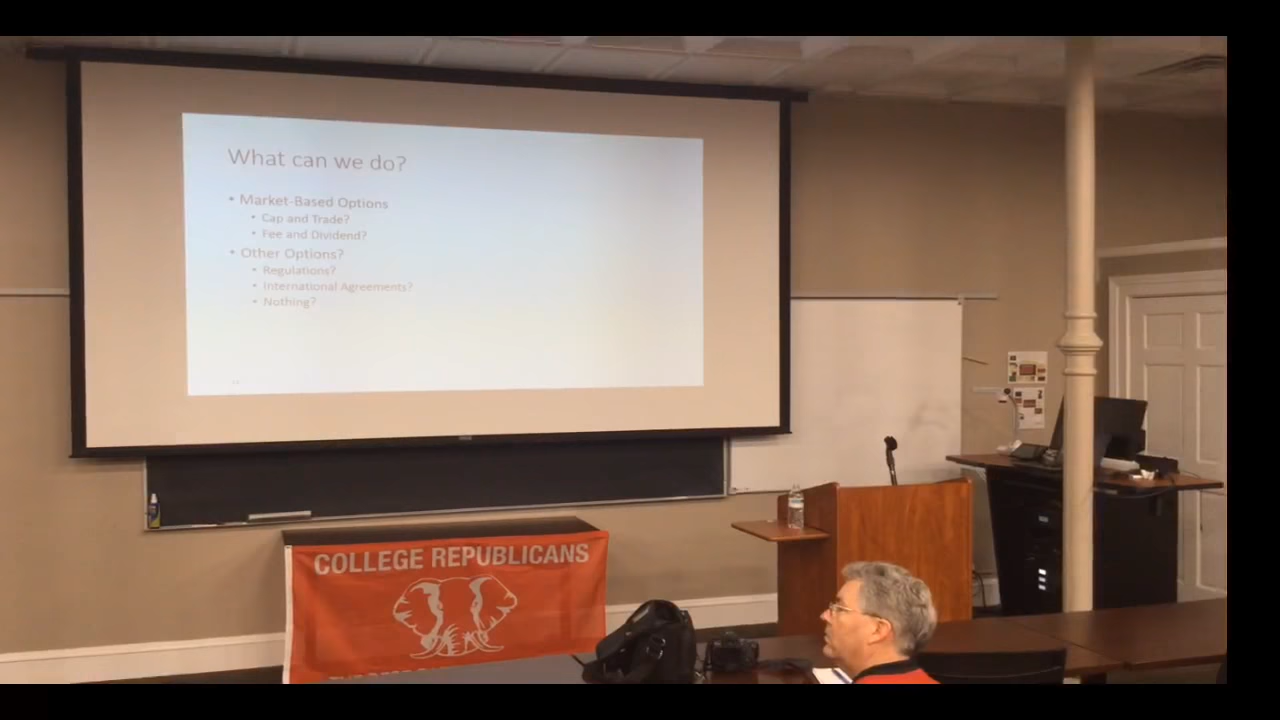 What can we do?
• Market-Based Options
• Cap and Trade?
• Fee and Dividend?
• Other Options?
• Regulations?
• International Agreements?
• Nothing?
COLLEGE REPUBLICANS